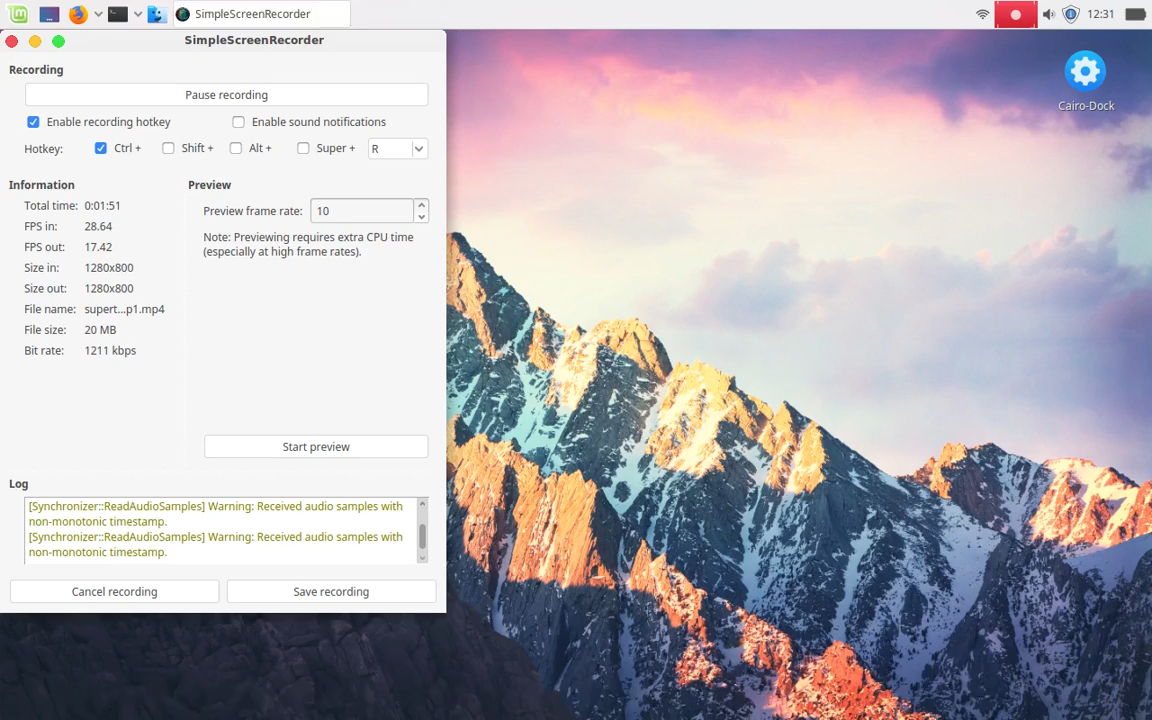 SimpleScreenRecorder
12:31
SimpleScreenRecorder
Recording
Pause recording
Enable recording hotkey
Enable sound notifications
Hotkey:
Ctrl +
Shift +
Alt +
Super +
R
Information
Total time: 0:01:51
FPS in: 28.64
FPS out: 17.42
Size in: 1280x800
Size out: 1280x800
File name: supert...p1.mp4
File size: 20 MB
Bit rate: 1211 kbps
Preview
Preview frame rate: 10
Note: Previewing requires extra CPU time
(especially at high frame rates).
Start preview
Log
[Synchronizer::ReadAudioSamples] Warning: Received audio samples with
non-monotonic timestamp.
[Synchronizer::ReadAudioSamples] Warning: Received audio samples with
non-monotonic timestamp.
Cancel recording
Save recording
Cairo-Dock